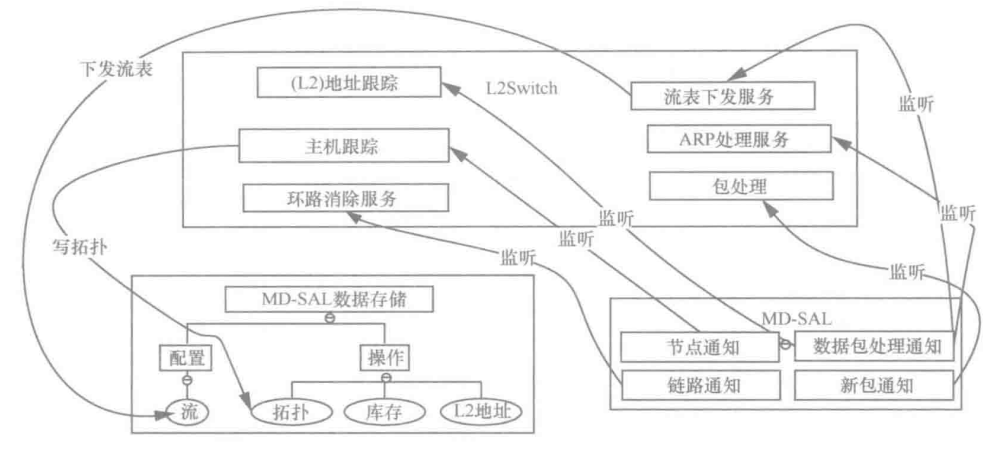 下发流表
(L2)地址跟踪
L2Switch
流表下发服务
监听
主机跟踪
ARP处理服务
环路消除服务
包处理
监听
监听
监听
写拓扑
监听
监听
MD-SAL数据存储
MD-SAL
配置
操作
节点通知
数据包处理通知
链路通知
新包通知
流
拓扑
库存
L2地址